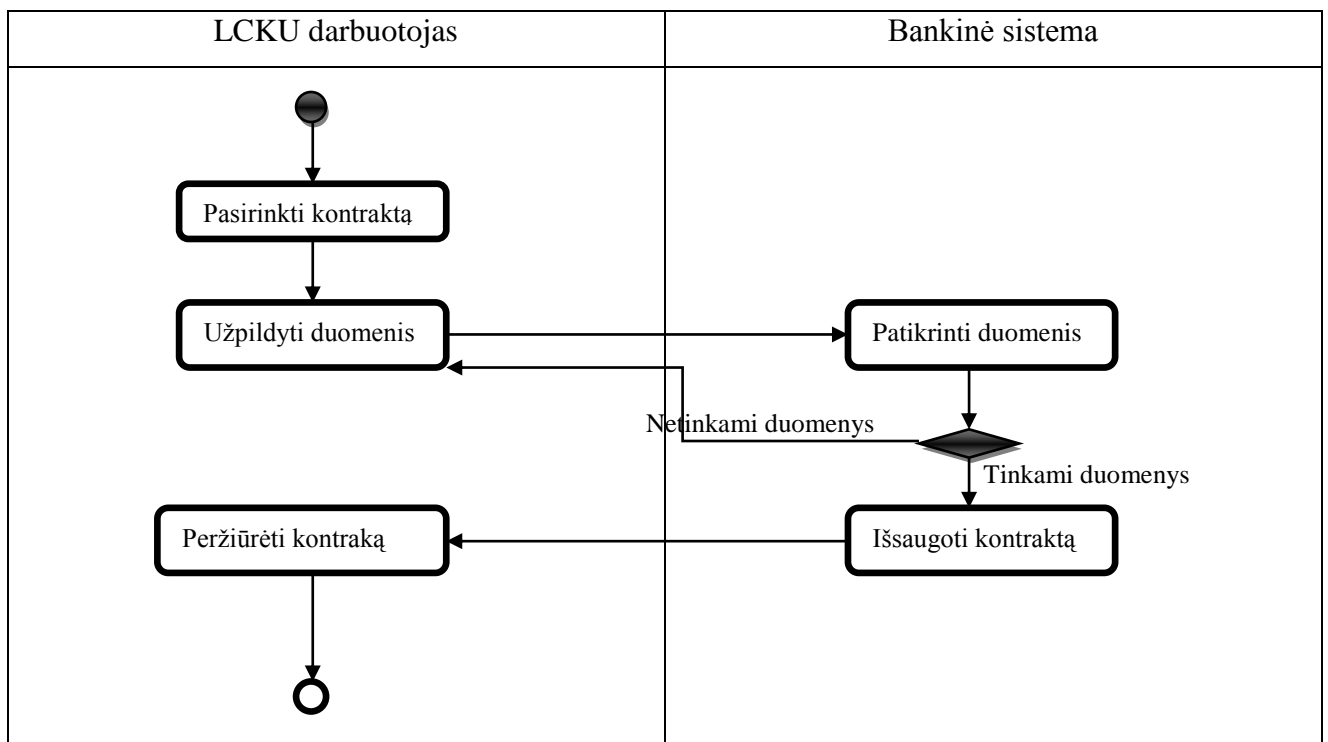 LCKU darbuotojas
Bankinė sistema
Pasirinkti kontraktą
Užpildyti duomenis
Patikrinti duomenis
Netinkami duomenys
Tinkami duomenys
Peržiūrėti kontraką
Išsaugoti kontraktą